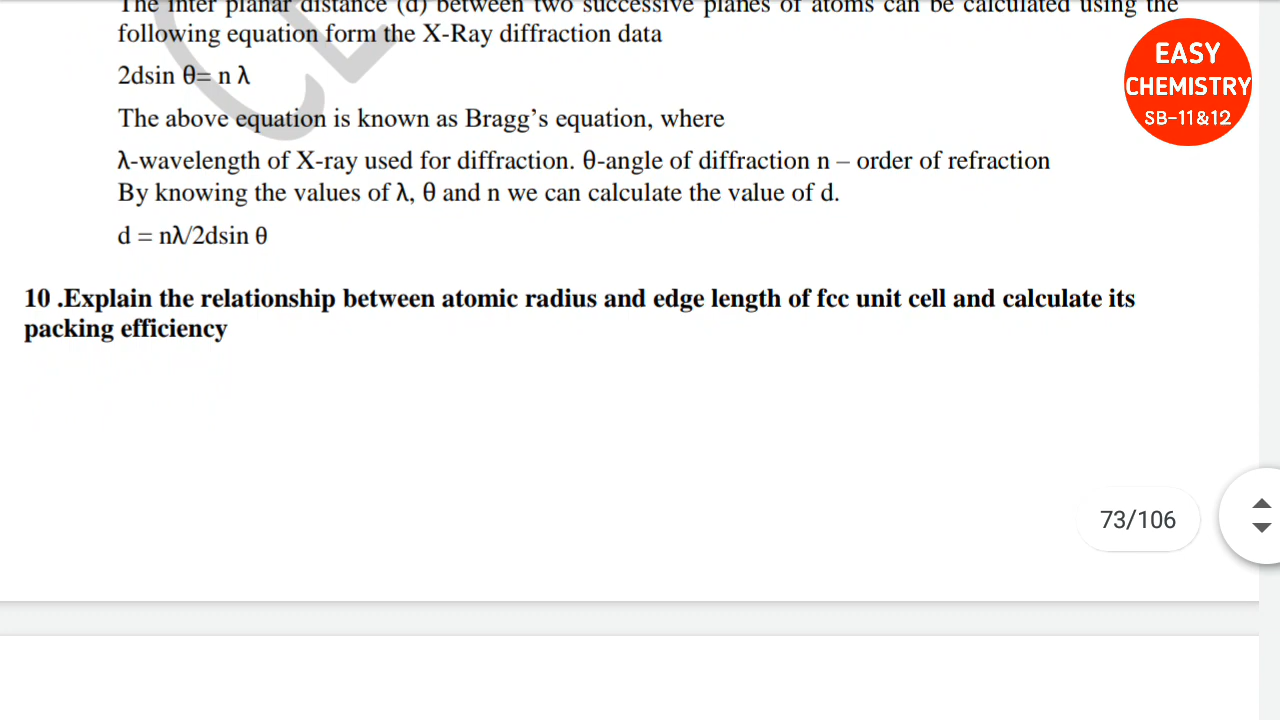 The inter planar distance (d) between two successive planes of atoms can be calculated using the
following equation form the X-Ray diffraction data
2dsin θ= n λ
The above equation is known as Bragg's equation, where
λ-wavelength of X-ray used for diffraction. θ-angle of diffraction n – order of refraction
By knowing the values of λ, θ and n we can calculate the value of d.
d = nλ/2dsin θ
10 .Explain the relationship between atomic radius and edge length of fcc unit cell and calculate its
packing efficiency
EASY
CHEMISTRY
SB-11&12
73/106